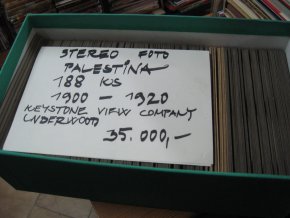 STEREO FOTO
PALESTINA
188 KS
1900 - 1920
KEYSTONE VIEW COMPANY
UNDERWOOD
35.000,-